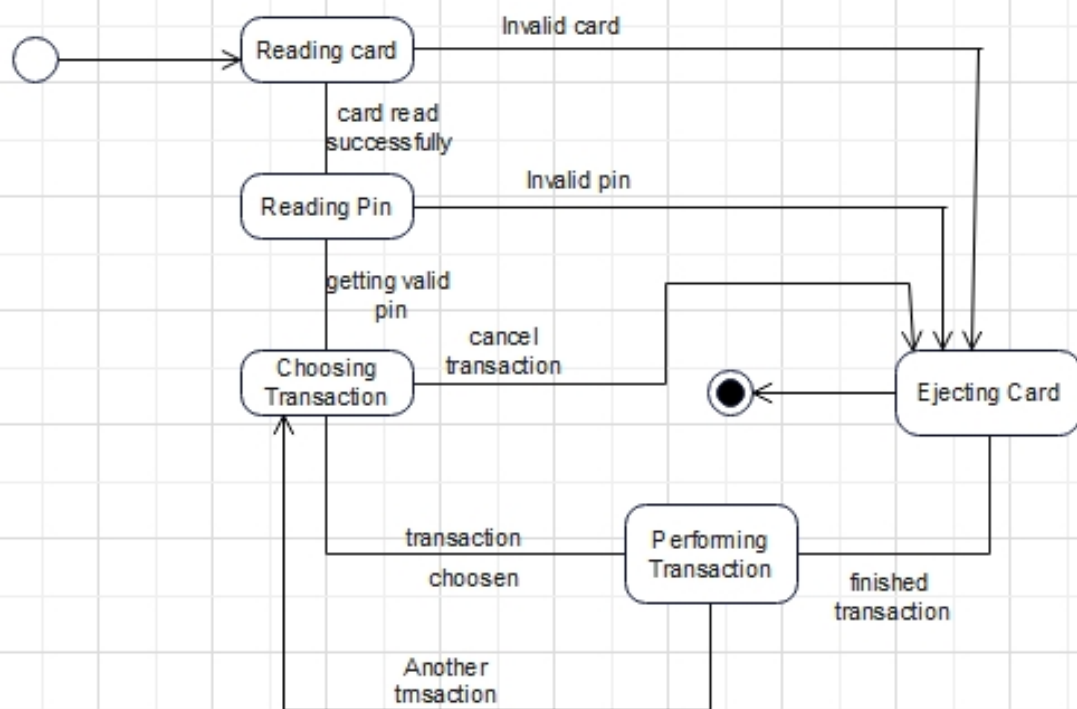 Invalid card
Reading card
card read
successfully
Invalid pin
Reading Pin
getting valid
pin
cancel
transaction
Choosing
Transaction
Ejecting Card
transaction
choosen
Performing
Transaction
finished
transaction
Another
tmsaction